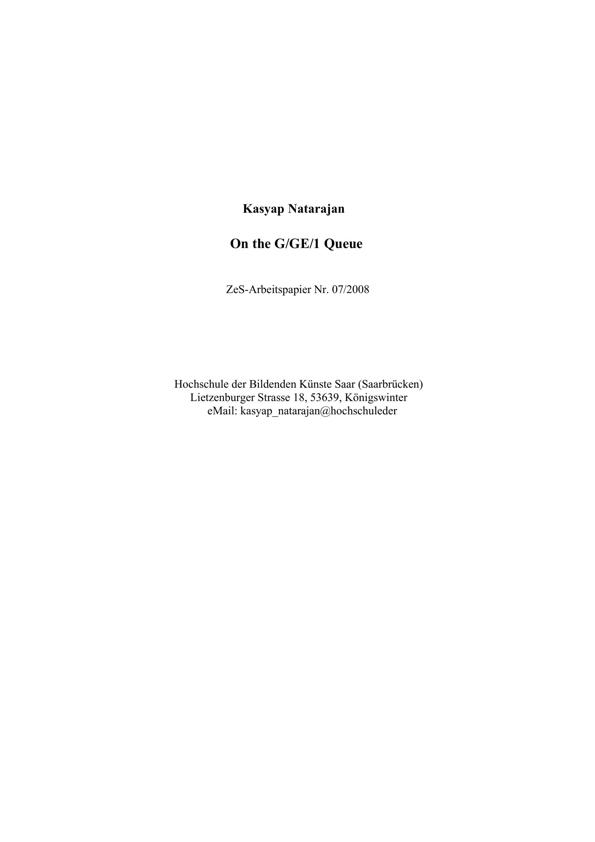 Kasyap Natarajan
On the G/GE/1 Queue
ZeS-Arbeitspapier Nr. 07/2008
Hochschule der Bildenden Künste Saar (Saarbrücken)
Lietzenburger Strasse 18, 53639, Königswinter
eMail: kasyap_natarajan@hochschuleder